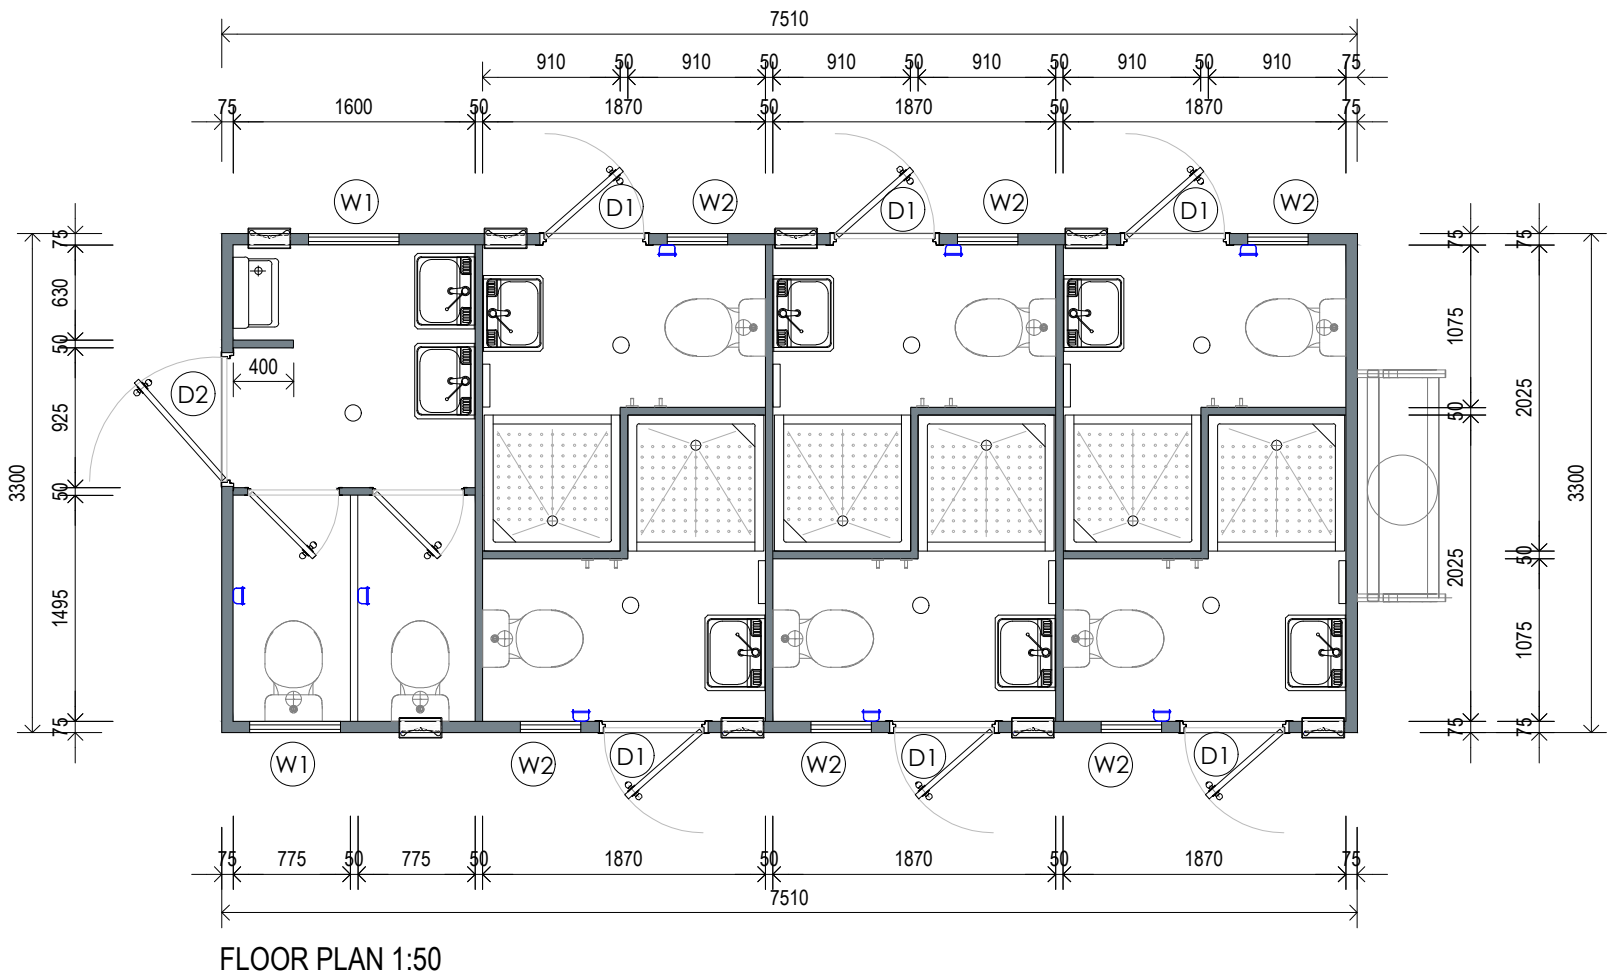 7510
910 50 910 50 910 50 910 50 910 50 910 75
75 1600 50 1870 50 1870 50 1870 75
W1 D1 W2 D1 W2 D1 W2
75 630 50 925 50 1495 75
3300
400
D2
75 1075 50 2025 75
75 2025 50 1075 75
3300
W1 W2 D1 W2 D1 W2 D1
75 775 50 775 50 1870 50 1870 50 1870 75
7510
FLOOR PLAN 1:50